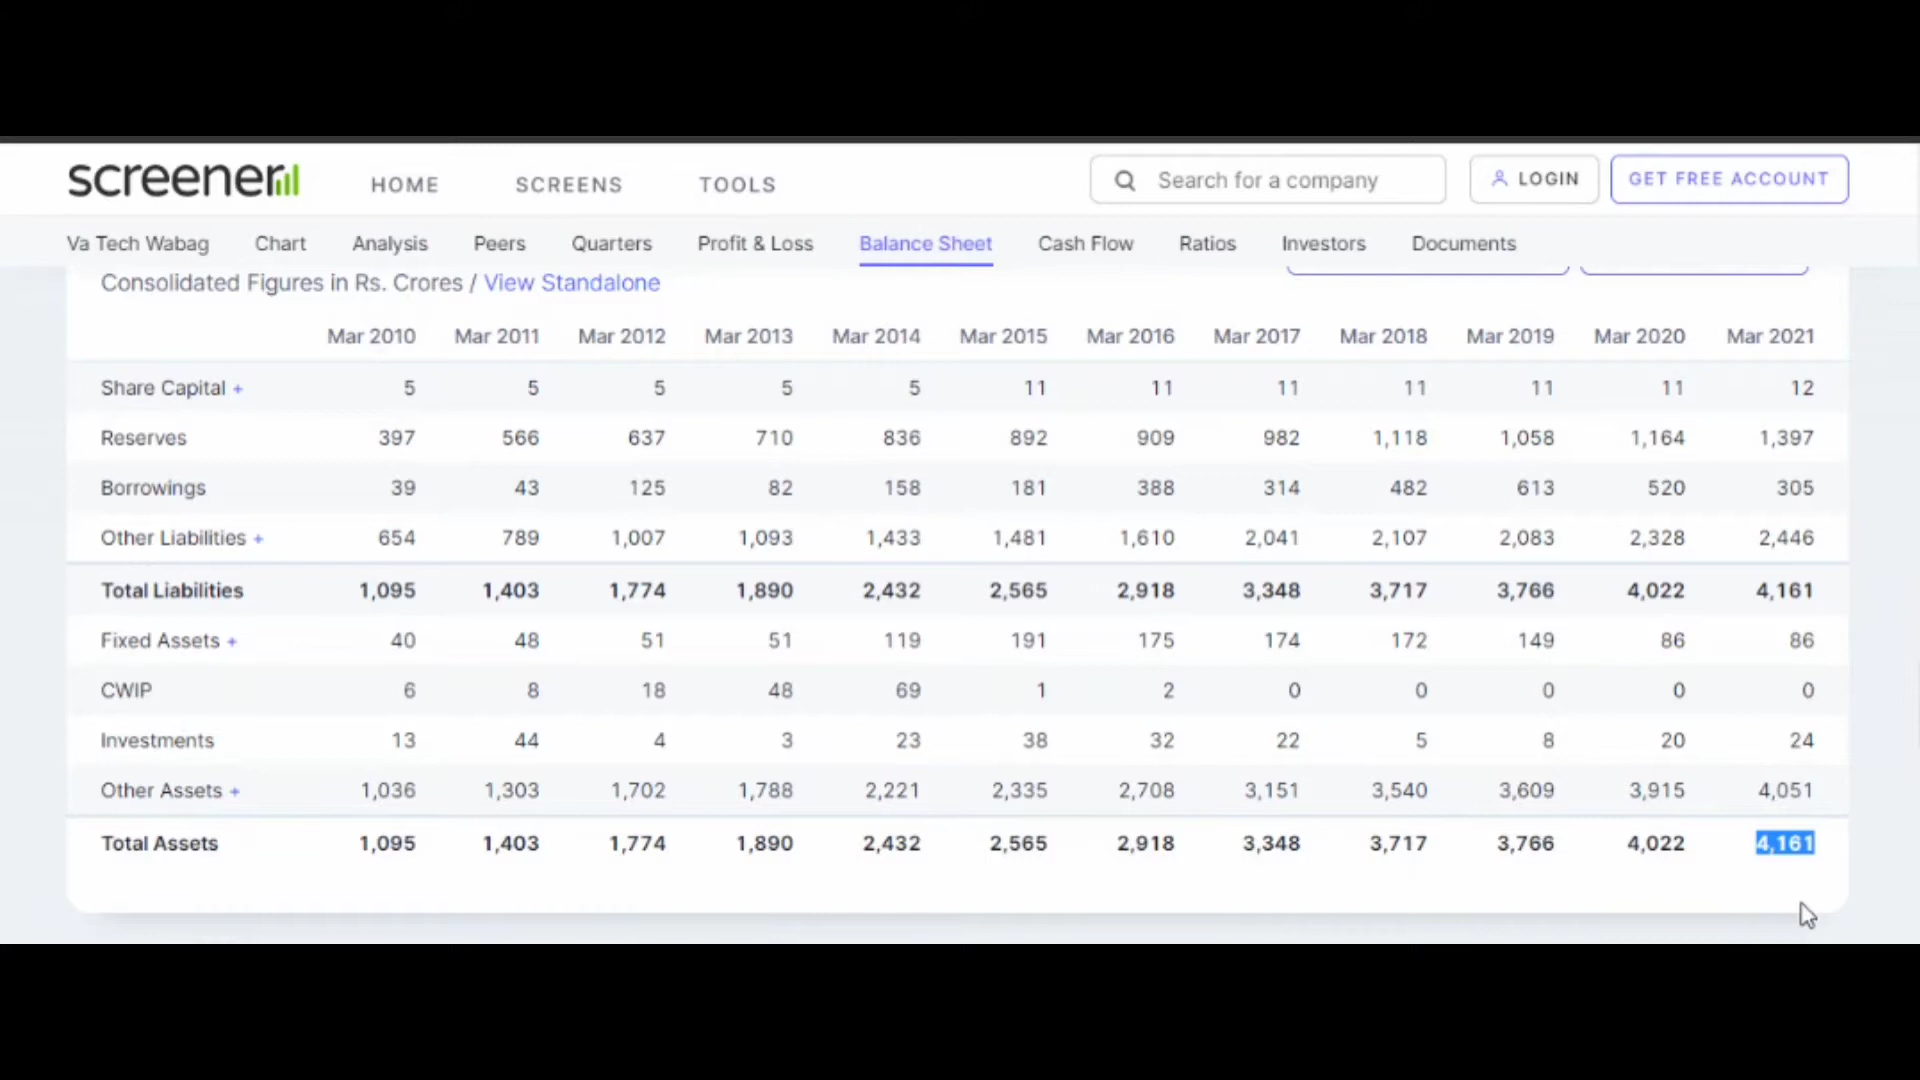 screener HOME SCREENS TOOLS Search for a company LOGIN GET FREE ACCOUNT
Va Tech Wabag Chart Analysis Peers Quarters Profit & Loss Balance Sheet Cash Flow Ratios Investors Documents
Consolidated Figures in Rs. Crores / View Standalone
Mar 2010 Mar 2011 Mar 2012 Mar 2013 Mar 2014 Mar 2015 Mar 2016 Mar 2017 Mar 2018 Mar 2019 Mar 2020 Mar 2021
Share Capital + 5 5 5 5 5 11 11 11 11 11 11 12
Reserves 397 566 637 710 836 892 909 982 1,118 1,058 1,164 1,397
Borrowings 39 43 125 82 158 181 388 314 482 613 520 305
Other Liabilities + 654 789 1,007 1,093 1,433 1,481 1,610 2,041 2,107 2,083 2,328 2,446
Total Liabilities 1,095 1,403 1,774 1,890 2,432 2,565 2,918 3,348 3,717 3,766 4,022 4,161
Fixed Assets + 40 48 51 51 119 191 175 174 172 149 86 86
CWIP 6 8 18 48 69 1 2 0 0 0 0 0
Investments 13 44 4 3 23 38 32 22 5 8 20 24
Other Assets + 1,036 1,303 1,702 1,788 2,221 2,335 2,708 3,151 3,540 3,609 3,915 4,051
Total Assets 1,095 1,403 1,774 1,890 2,432 2,565 2,918 3,348 3,717 3,766 4,022 4,161